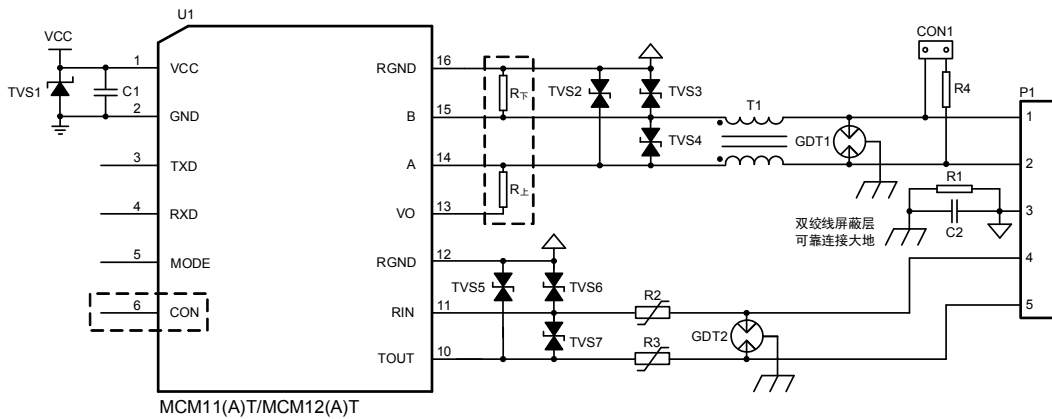 U1
VCC
TVS1
C1
1
VCC
2
GND
3
TXD
4
RXD
5
MODE
6
CON
RGND
16
B
15
A
14
VO
13
RGND
12
RIN
11
TOUT
10
MCM11(A)T/MCM12(A)T
R下
R上
TVS2
TVS3
TVS4
T1
GDT1
CON1
R4
P1
1
2
3
4
5
R1
C2
双绞线屏蔽层
可靠连接大地
TVS5
TVS6
TVS7
R2
R3
GDT2